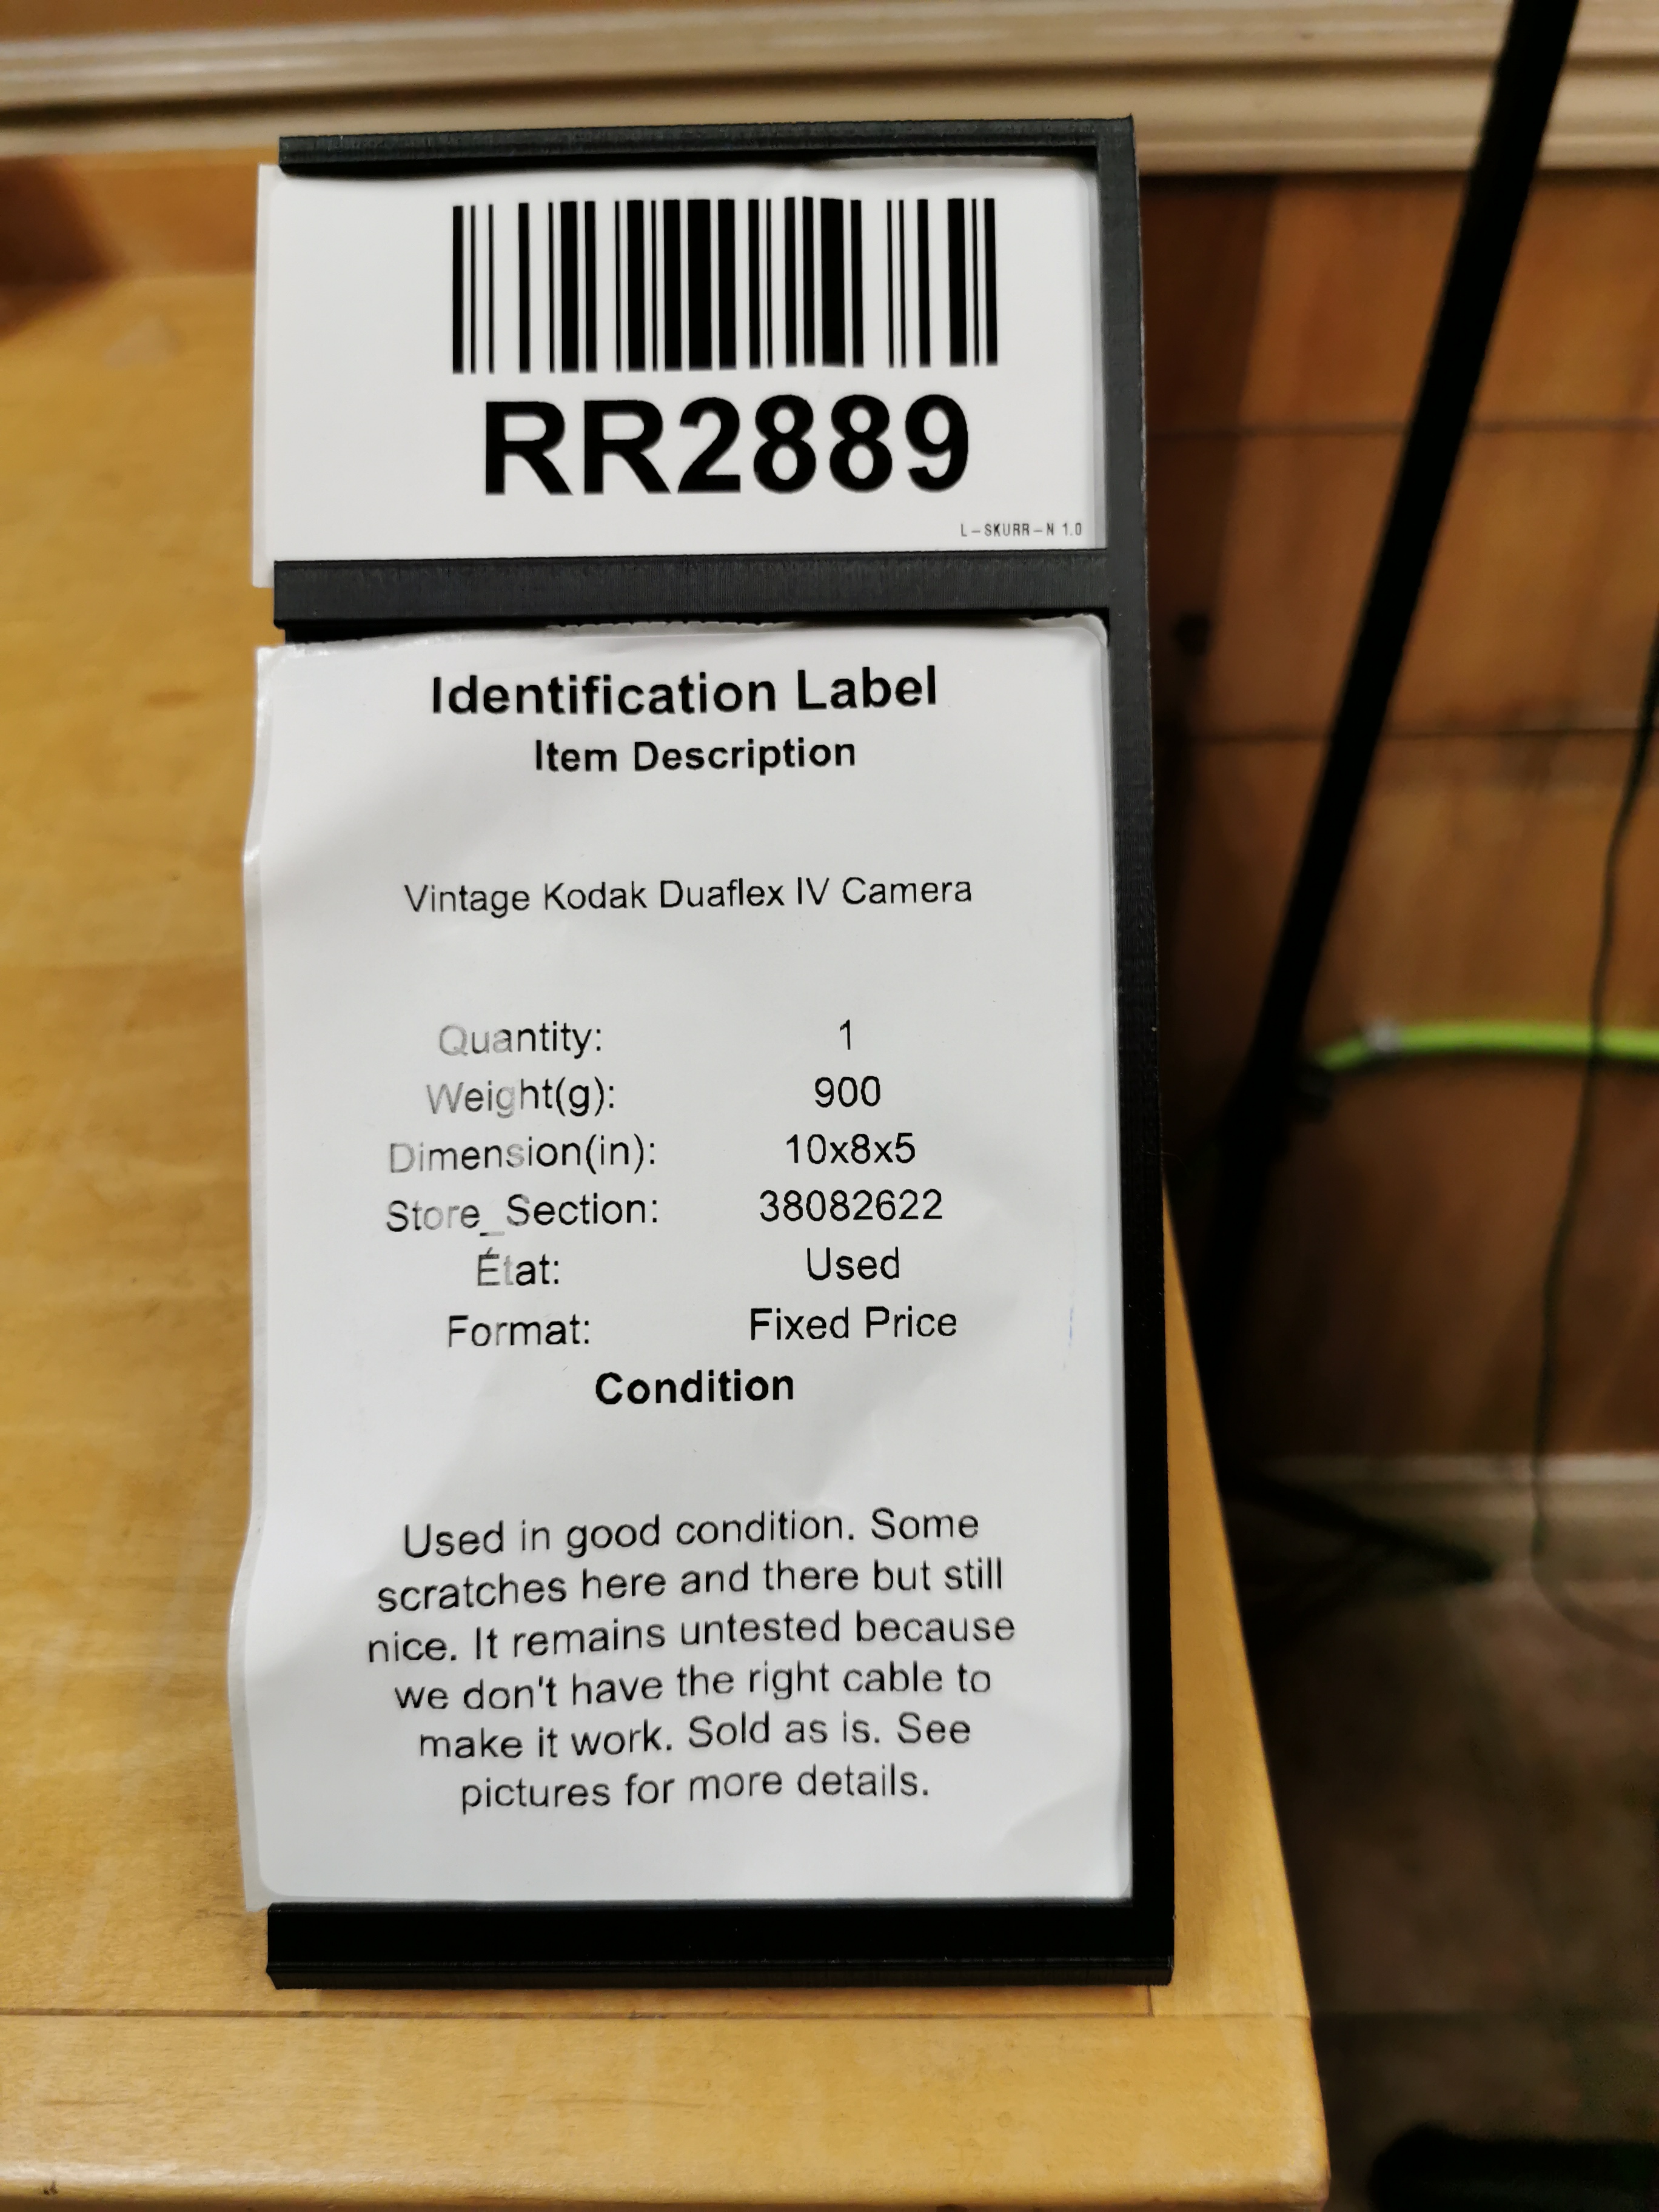 RR2889
L-SKURR-N 1.0
Identification Label
Item Description
Vintage Kodak Duaflex IV Camera
Quantity: 1
Weight(g): 900
Dimension(in): 10x8x5
Store_Section: 38082622
État: Used
Format: Fixed Price
Condition
Used in good condition. Some
scratches here and there but still
nice. It remains untested because
we don't have the right cable to
make it work. Sold as is. See
pictures for more details.